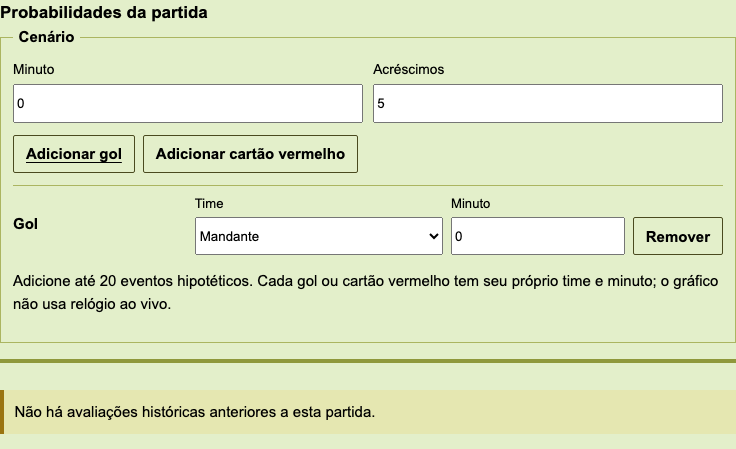 Probabilidades da partida
Cenário
Minuto
Acréscimos
0
5
Adicionar gol
Adicionar cartão vermelho
Time
Minuto
Gol
Mandante
0
Remover
Adicione até 20 eventos hipotéticos. Cada gol ou cartão vermelho tem seu próprio time e minuto; o gráfico
não usa relógio ao vivo.
Não há avaliações históricas anteriores a esta partida.